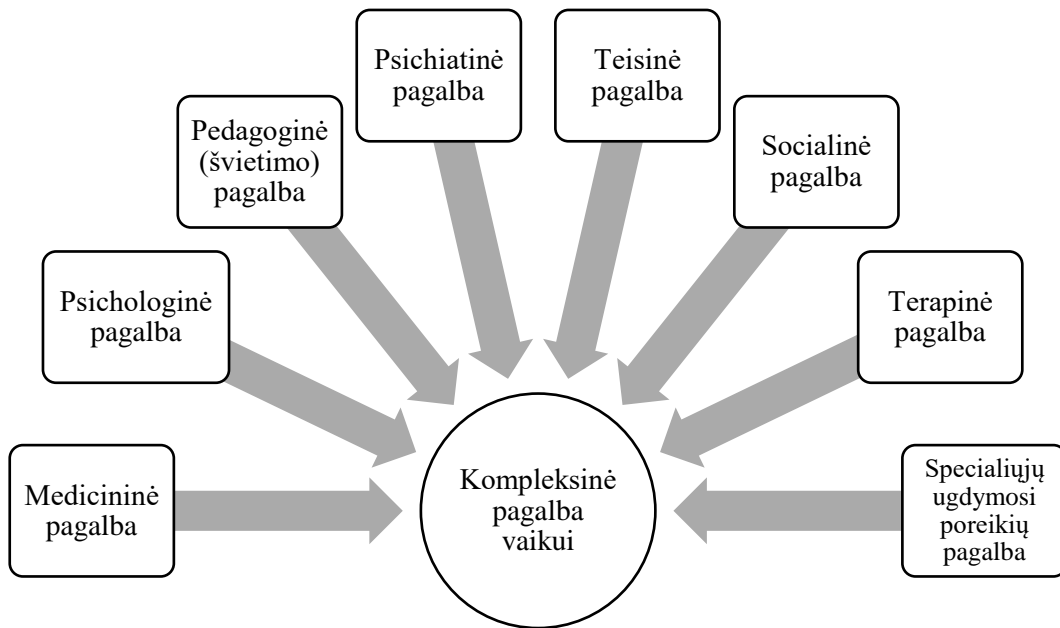 Psichiatinė
pagalba
Teisinė
pagalba
Pedagoginė
(švietimo)
pagalba
Socialinė
pagalba
Psichologinė
pagalba
Terapinė
pagalba
Medicininė
pagalba
Kompleksinė
pagalba
vaikui
Specialiųjų
ugdymosi
poreikių
pagalba